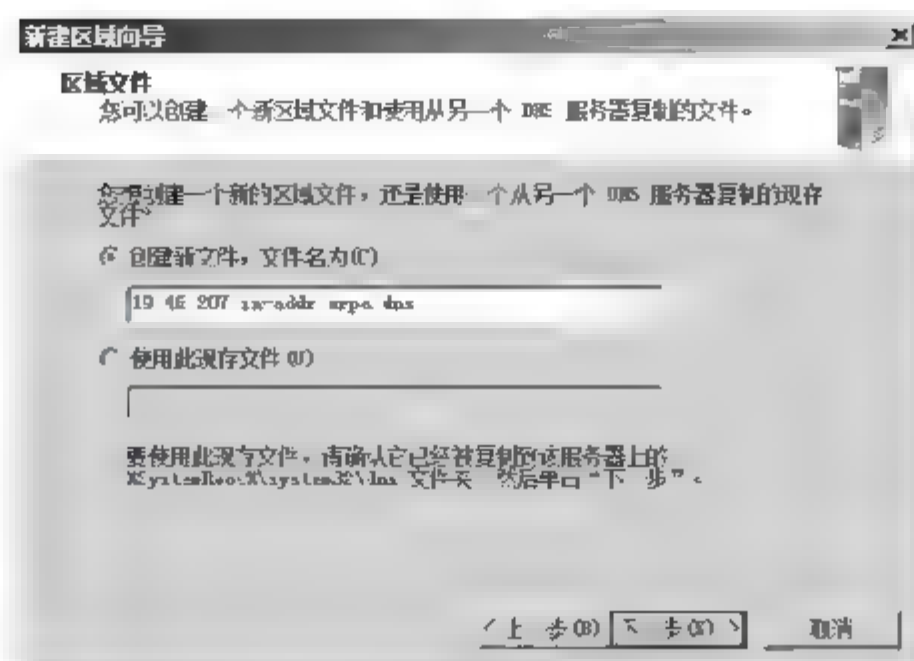 新建区域向导
区域文件
您可以创建一个新区域文件和使用从另一个 DNS 服务器复制的文件。
您要创建一个新的区域文件，还是使用一个从另一个 DNS 服务器复制的现存
文件？
创建新文件，文件名为(C)
19.46.207.in-addr.arpa.dns
使用此现存文件(U)
要使用此现存文件，请确认它已经被复制到该服务器上的
%SystemRoot%\system32\dns 文件夹，然后单击“下一步”。
<上一步(B) 下一步(N)> 取消